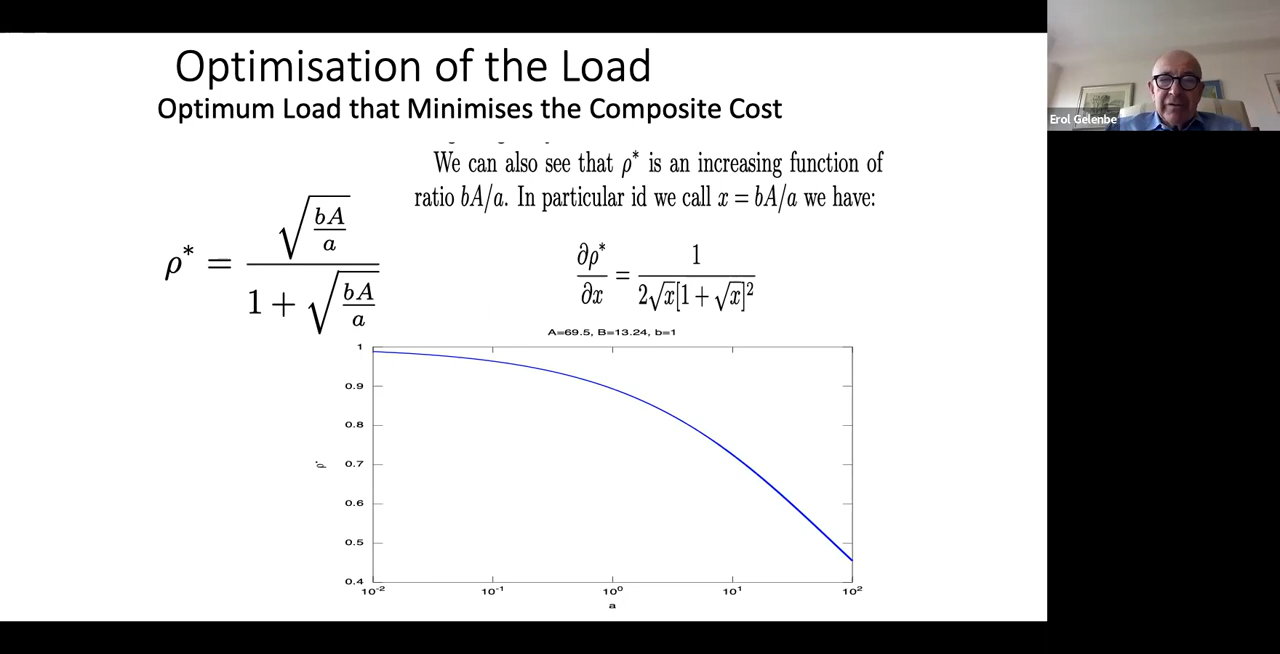 Optimisation of the Load
Optimum Load that Minimises the Composite Cost
Erol Gelenbe
We can also see that ρ* is an increasing function of
ratio bA/a. In particular id we call x = bA/a we have:
ρ* = √(bA/a) / (1 + √(bA/a))
∂ρ*/∂x = 1 / (2√x[1 + √x]²)
A=69.5, B=13.24, b=1
1
0.9
0.8
0.7
0.6
0.5
0.4
ρ*
10⁻² 10⁻¹ 10⁰ 10¹ 10²
a